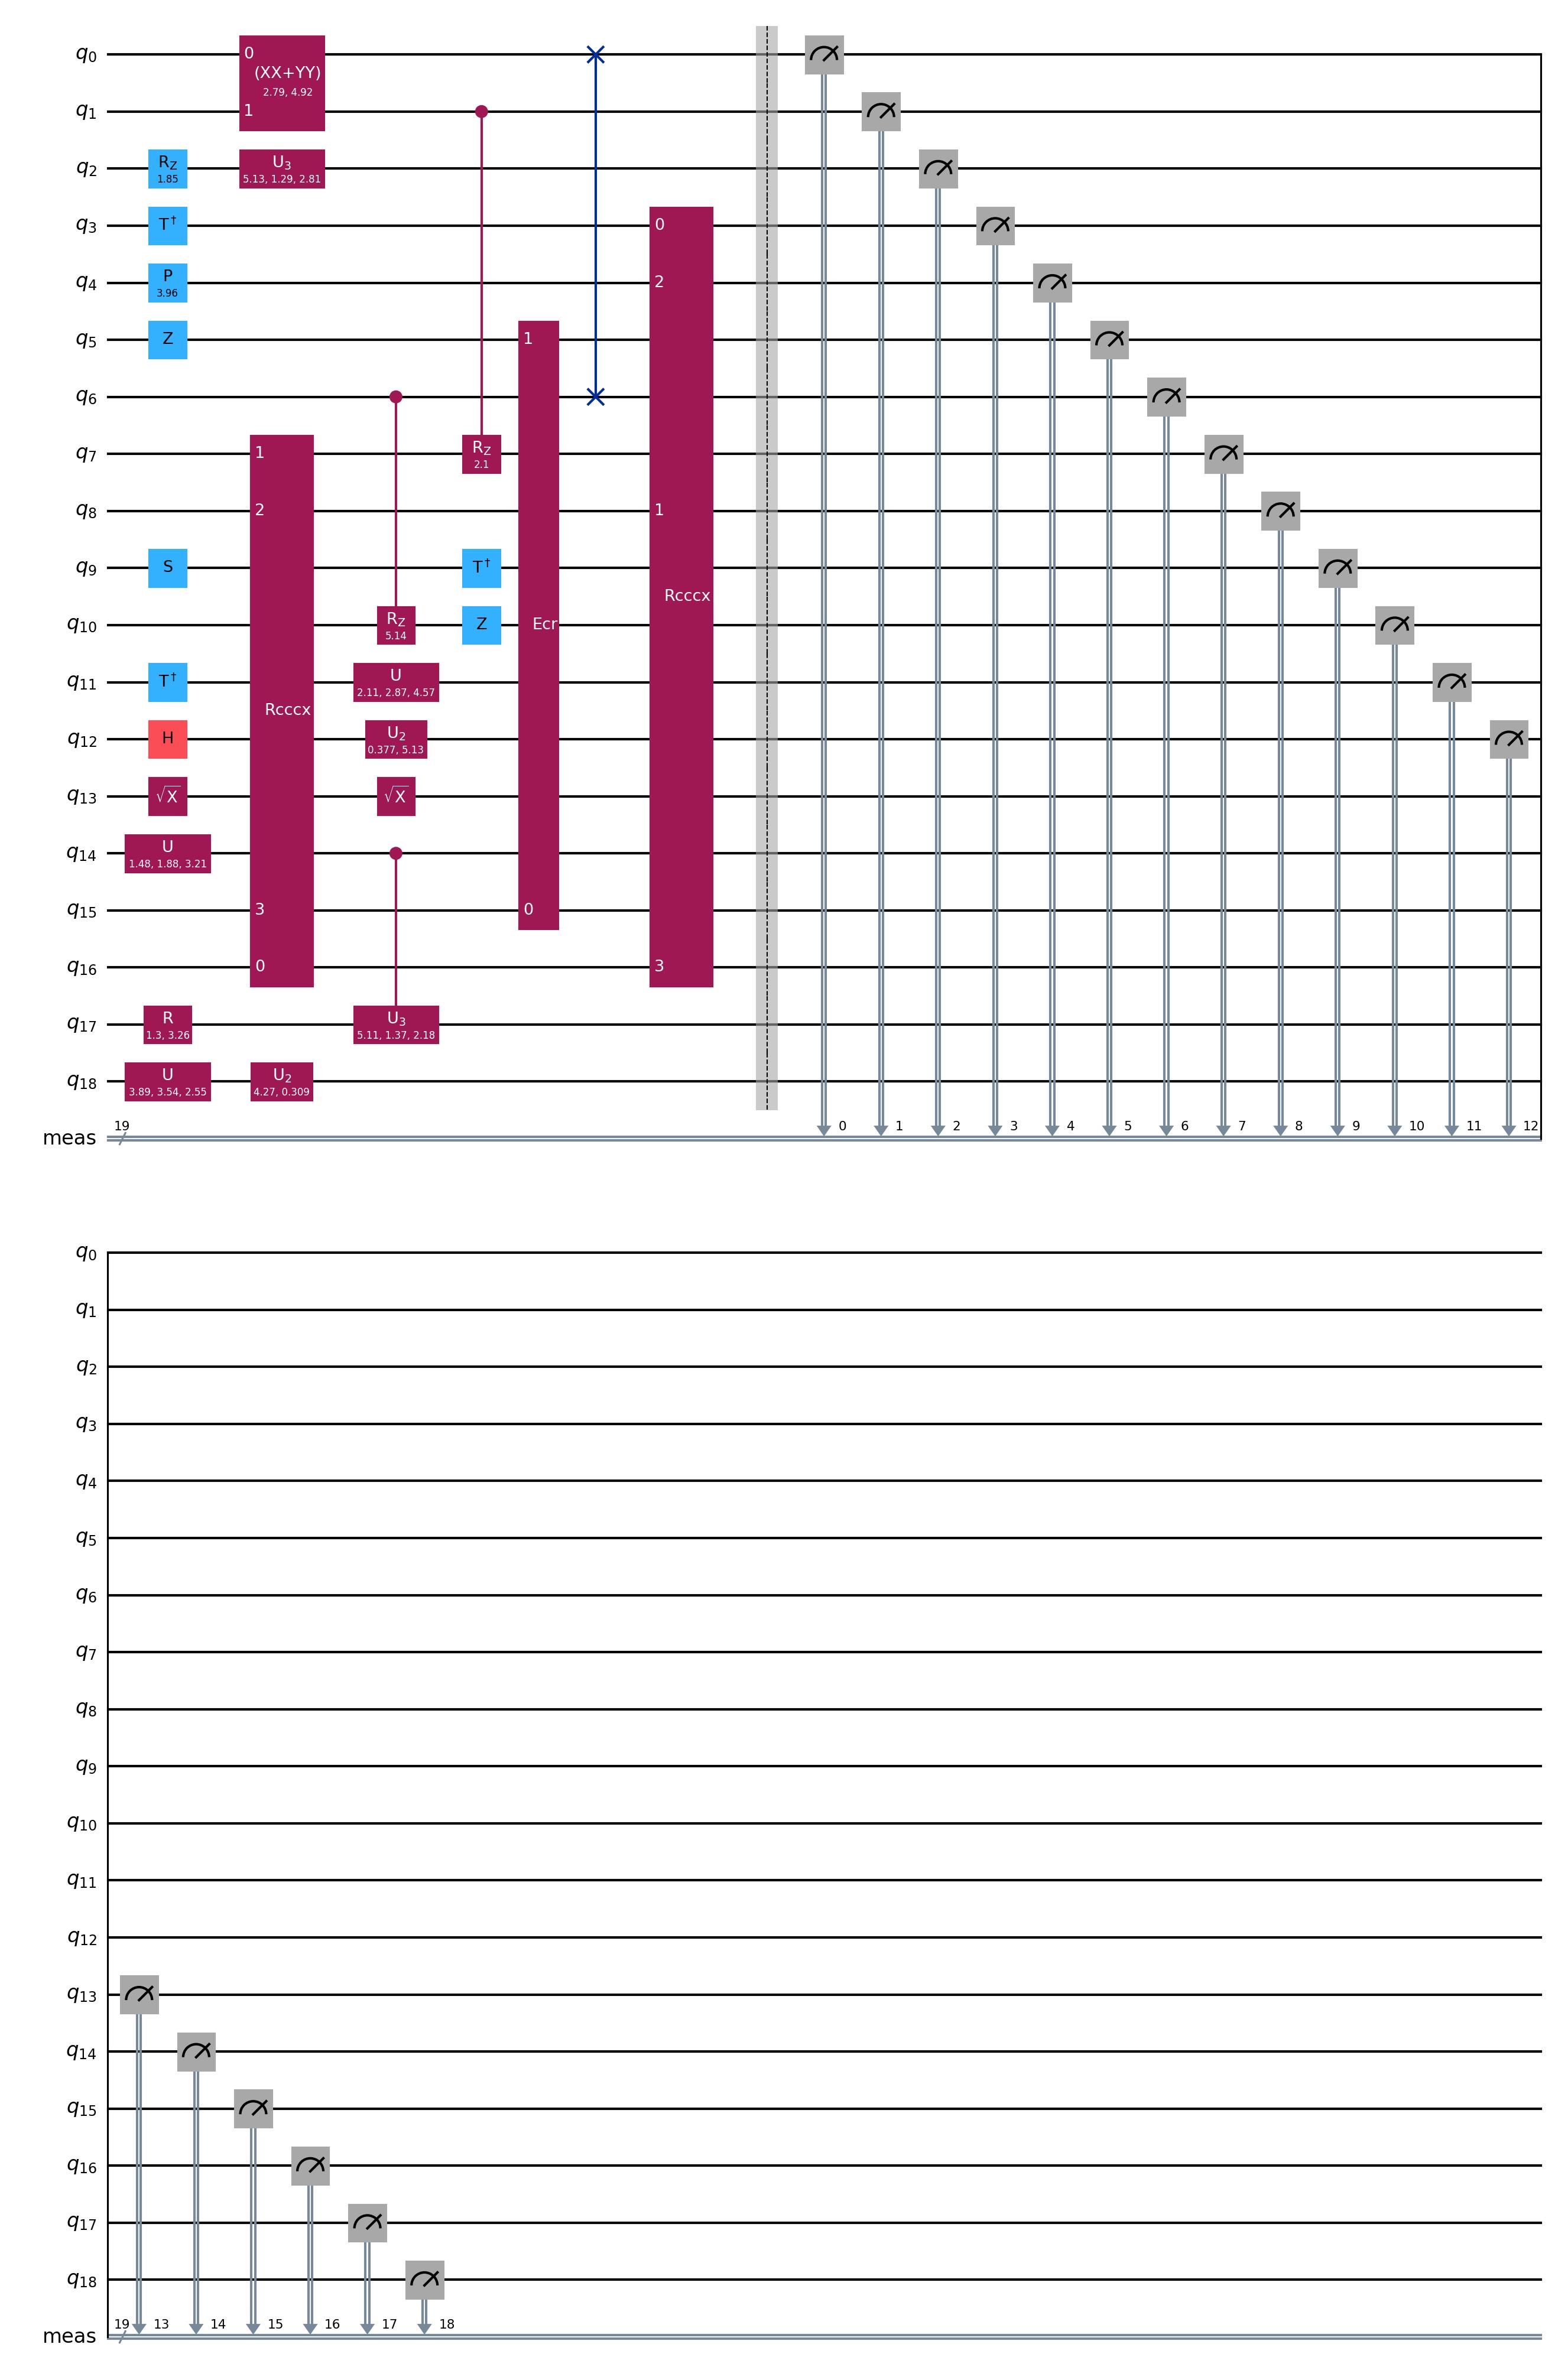 q0
0
(XX+YY)
2.79, 4.92
q1
1
q2
RZ
1.85
U3
5.13, 1.29, 2.81
q3
T†
0
q4
P
3.96
2
q5
Z
1
q6
q7
1
RZ
2.1
q8
2
1
q9
S
T†
Rcccx
q10
RZ
5.14
Z
Ecr
q11
T†
U
2.11, 2.87, 4.57
Rcccx
q12
H
U2
0.377, 5.13
q13
√X
√X
q14
U
1.48, 1.88, 3.21
q15
3
0
q16
0
3
q17
R
1.3, 3.26
U3
5.11, 1.37, 2.18
q18
U
3.89, 3.54, 2.55
U2
4.27, 0.309
meas
19
0 1 2 3 4 5 6 7 8 9 10 11 12
q0
q1
q2
q3
q4
q5
q6
q7
q8
q9
q10
q11
q12
q13
q14
q15
q16
q17
q18
meas
19
13 14 15 16 17 18